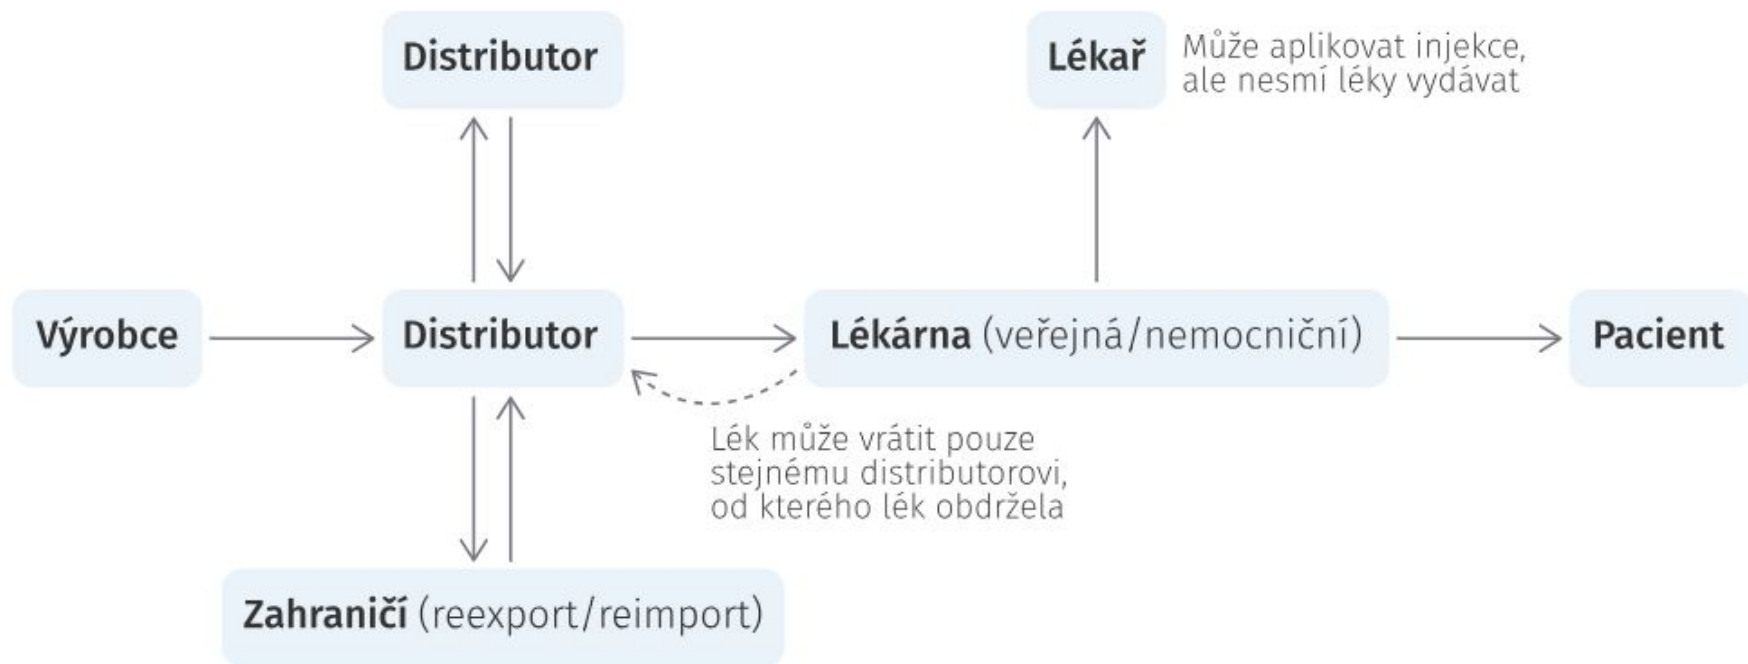 Distributor
Lékař
Může aplikovat injekce,
ale nesmí léky vydávat
Výrobce
Distributor
Lékárna (veřejná/nemocniční)
Pacient
Lék může vrátit pouze
stejnému distributorovi,
od kterého lék obdržela
Zahraničí (reexport/reimport)